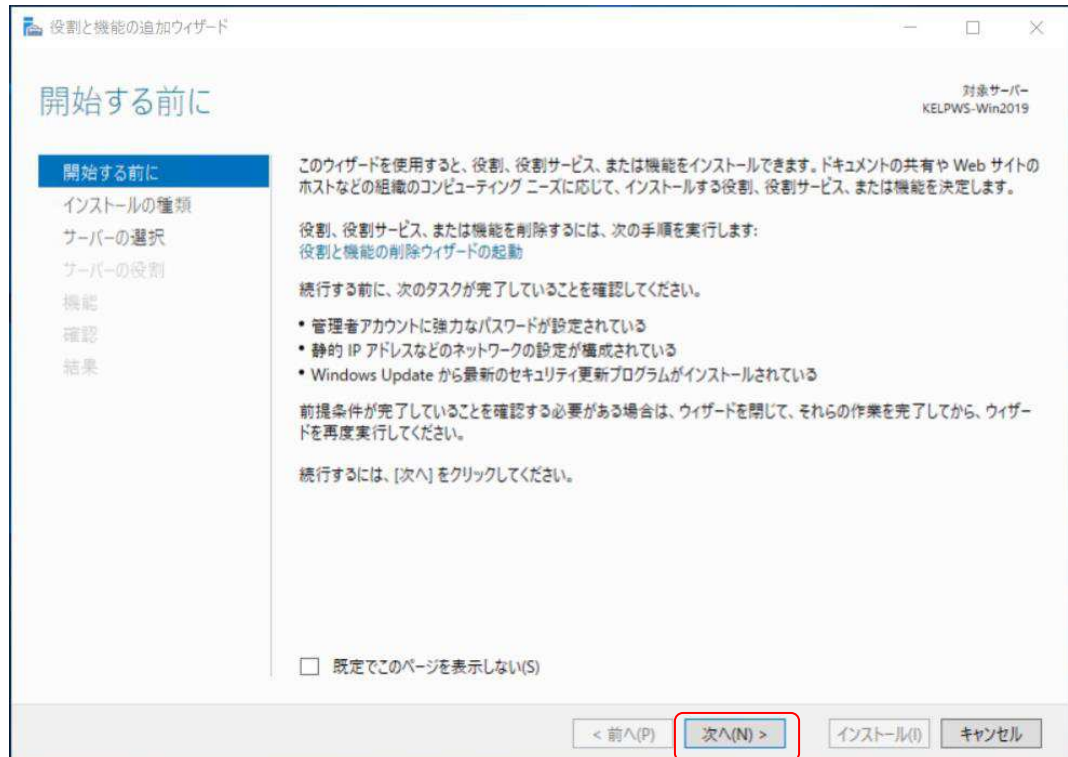 役割と機能の追加ウィザード
開始する前に
対象サーバー
KELPWS-Win2019
開始する前に
インストールの種類
サーバーの選択
サーバーの役割
機能
確認
結果
このウィザードを使用すると、役割、役割サービス、または機能をインストールできます。ドキュメントの共有や Web サイトの
ホストなどの組織のコンピューティング ニーズに応じて、インストールする役割、役割サービス、または機能を決定します。
役割、役割サービス、または機能を削除するには、次の手順を実行します:
役割と機能の削除ウィザードの起動
続行する前に、次のタスクが完了していることを確認してください。
• 管理者アカウントに強力なパスワードが設定されている
• 静的 IP アドレスなどのネットワークの設定が構成されている
• Windows Update から最新のセキュリティ更新プログラムがインストールされている
前提条件が完了していることを確認する必要がある場合は、ウィザードを閉じて、それらの作業を完了してから、ウィザー
ドを再度実行してください。
続行するには、[次へ] をクリックしてください。
既定でこのページを表示しない(S)
< 前へ(P) 次へ(N) > インストール(I) キャンセル